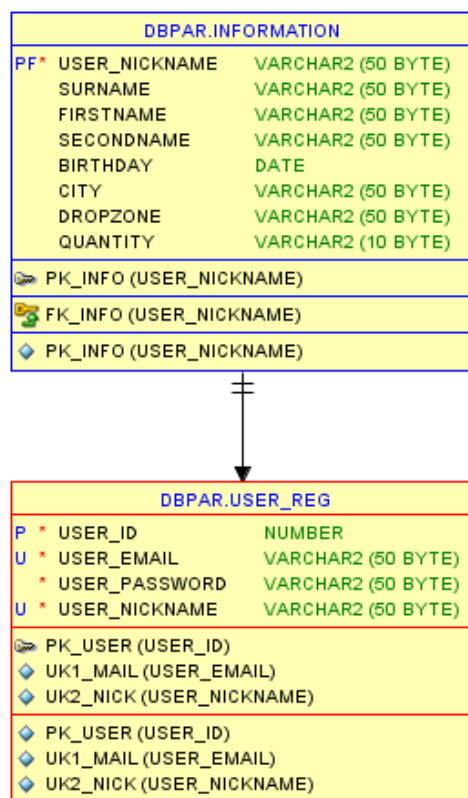 DBPAR.INFORMATION
PF* USER_NICKNAME VARCHAR2 (50 BYTE)
SURNAME VARCHAR2 (50 BYTE)
FIRSTNAME VARCHAR2 (50 BYTE)
SECONDNAME VARCHAR2 (50 BYTE)
BIRTHDAY DATE
CITY VARCHAR2 (50 BYTE)
DROPZONE VARCHAR2 (50 BYTE)
QUANTITY VARCHAR2 (10 BYTE)
PK_INFO (USER_NICKNAME)
FK_INFO (USER_NICKNAME)
PK_INFO (USER_NICKNAME)
DBPAR.USER_REG
P * USER_ID NUMBER
U * USER_EMAIL VARCHAR2 (50 BYTE)
* USER_PASSWORD VARCHAR2 (50 BYTE)
U * USER_NICKNAME VARCHAR2 (50 BYTE)
PK_USER (USER_ID)
UK1_MAIL (USER_EMAIL)
UK2_NICK (USER_NICKNAME)
PK_USER (USER_ID)
UK1_MAIL (USER_EMAIL)
UK2_NICK (USER_NICKNAME)